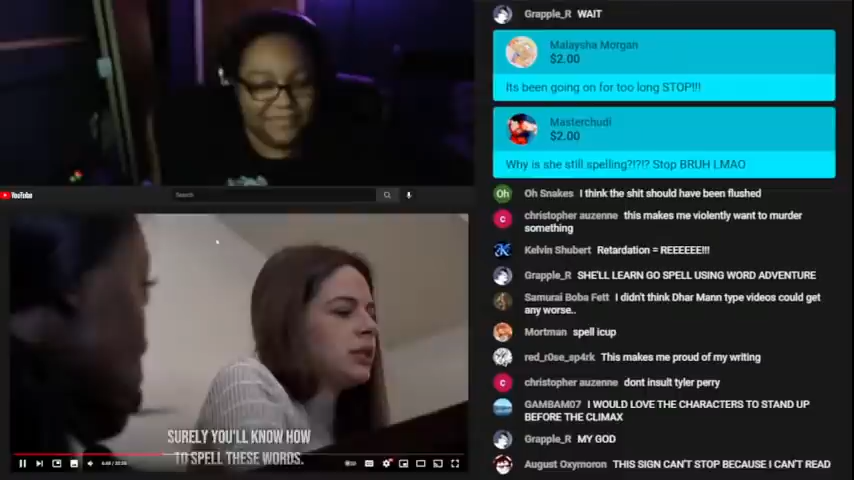 Grapple_R WAIT
Malaysha Morgan
$2.00
Its been going on for too long STOP!!!
Masterchudi
$2.00
Why is she still spelling?!?!? Stop BRUH LMAO
Oh Oh Snakes I think the shit should have been flushed
c christopher auzenne this makes me violently want to murder
something
K Kelvin Shubert Retardation = REEEEEE!!!
Grapple_R SHE'LL LEARN GO SPELL USING WORD ADVENTURE
Samurai Boba Fett I didn't think Dhar Mann type videos could get
any worse..
Mortman spell icup
red_r0se_sp4rk This makes me proud of my writing
c christopher auzenne dont insult tyler perry
GAMBAM07 I WOULD LOVE THE CHARACTERS TO STAND UP
BEFORE THE CLIMAX
Grapple_R MY GOD
August Oxymoron THIS SIGN CAN'T STOP BECAUSE I CAN'T READ
YouTube
Search
SURELY YOU'LL KNOW HOW
TO SPELL THESE WORDS.